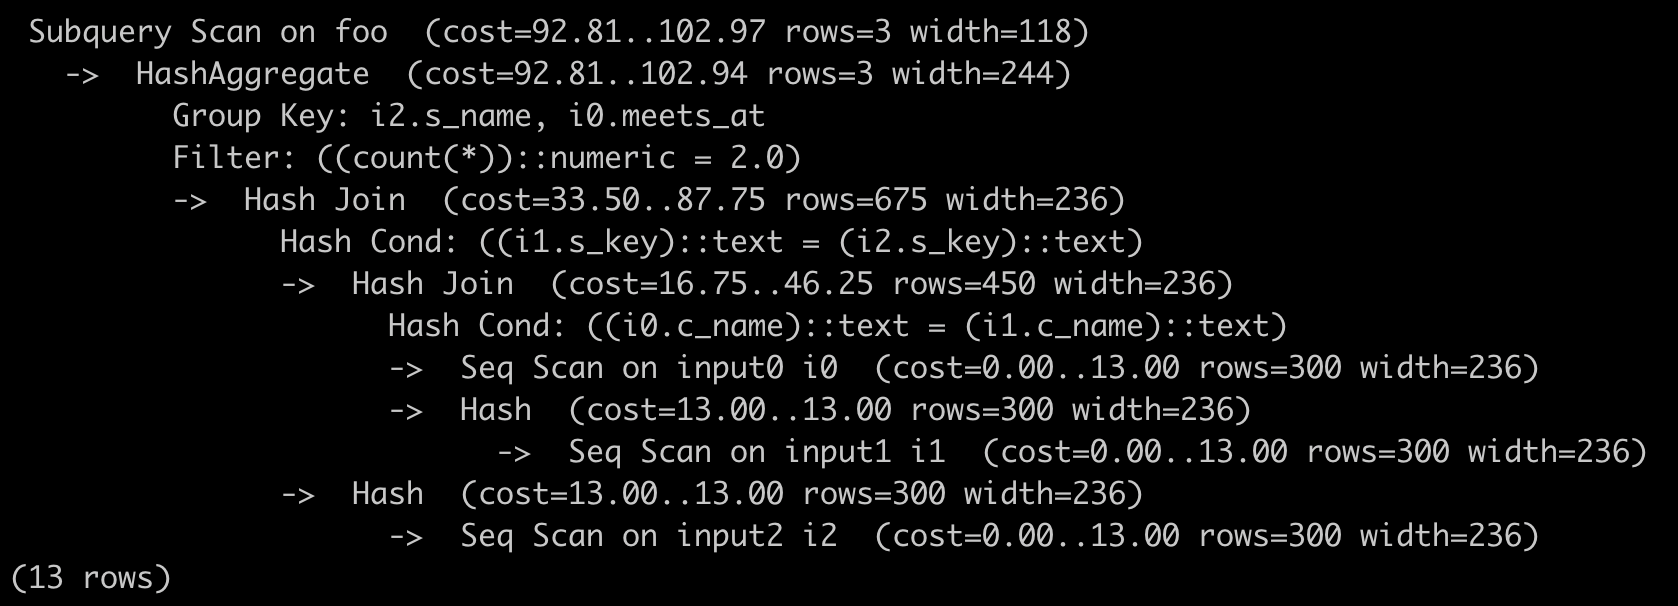 Subquery Scan on foo  (cost=92.81..102.97 rows=3 width=118)
  ->  HashAggregate  (cost=92.81..102.94 rows=3 width=244)
        Group Key: i2.s_name, i0.meets_at
        Filter: ((count(*))::numeric = 2.0)
        ->  Hash Join  (cost=33.50..87.75 rows=675 width=236)
              Hash Cond: ((i1.s_key)::text = (i2.s_key)::text)
              ->  Hash Join  (cost=16.75..46.25 rows=450 width=236)
                    Hash Cond: ((i0.c_name)::text = (i1.c_name)::text)
                    ->  Seq Scan on input0 i0  (cost=0.00..13.00 rows=300 width=236)
                    ->  Hash  (cost=13.00..13.00 rows=300 width=236)
                          ->  Seq Scan on input1 i1  (cost=0.00..13.00 rows=300 width=236)
              ->  Hash  (cost=13.00..13.00 rows=300 width=236)
                    ->  Seq Scan on input2 i2  (cost=0.00..13.00 rows=300 width=236)
(13 rows)